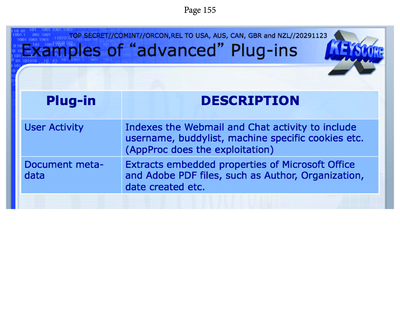 Page 155
TOP SECRET//COMINT/ORCON,REL TO USA, AUS, CAN, GBR and NZL//20291123
Examples of “advanced” Plug-ins
XKEYSCORE
Plug-in
DESCRIPTION
User Activity
Indexes the Webmail and Chat activity to include
username, buddylist, machine specific cookies etc.
(AppProc does the exploitation)
Document meta-
data
Extracts embedded properties of Microsoft Office
and Adobe PDF files, such as Author, Organization,
date created etc.